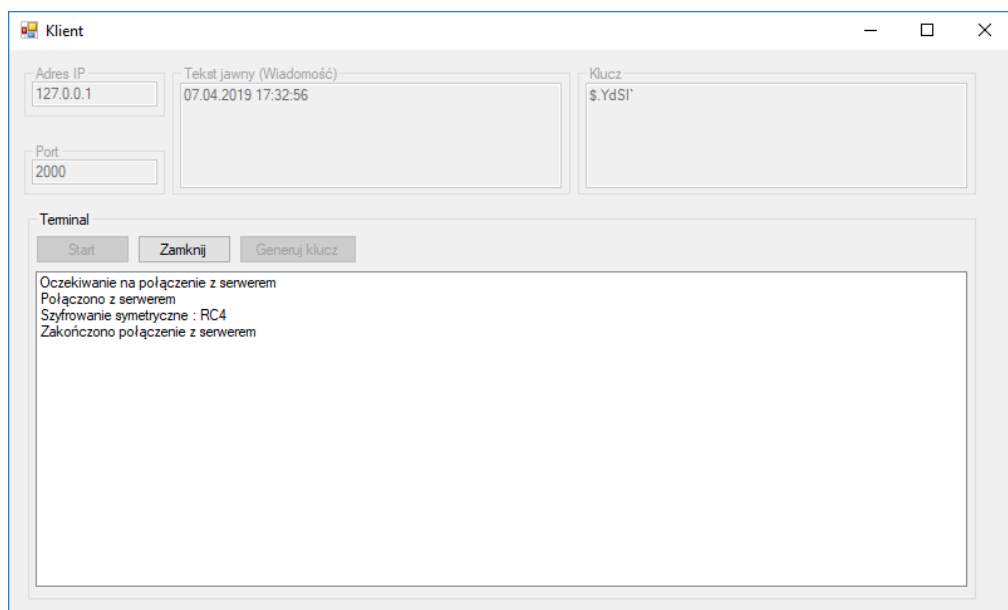 Klient
Adres IP
127.0.0.1
Tekst jawny (Wiadomość)
07.04.2019 17:32:56
Klucz
$.YdSI`
Port
2000
Terminal
Start
Zamknij
Generuj klucz
Oczekiwanie na połączenie z serwerem
Połączono z serwerem
Szyfrowanie symetryczne : RC4
Zakończono połączenie z serwerem